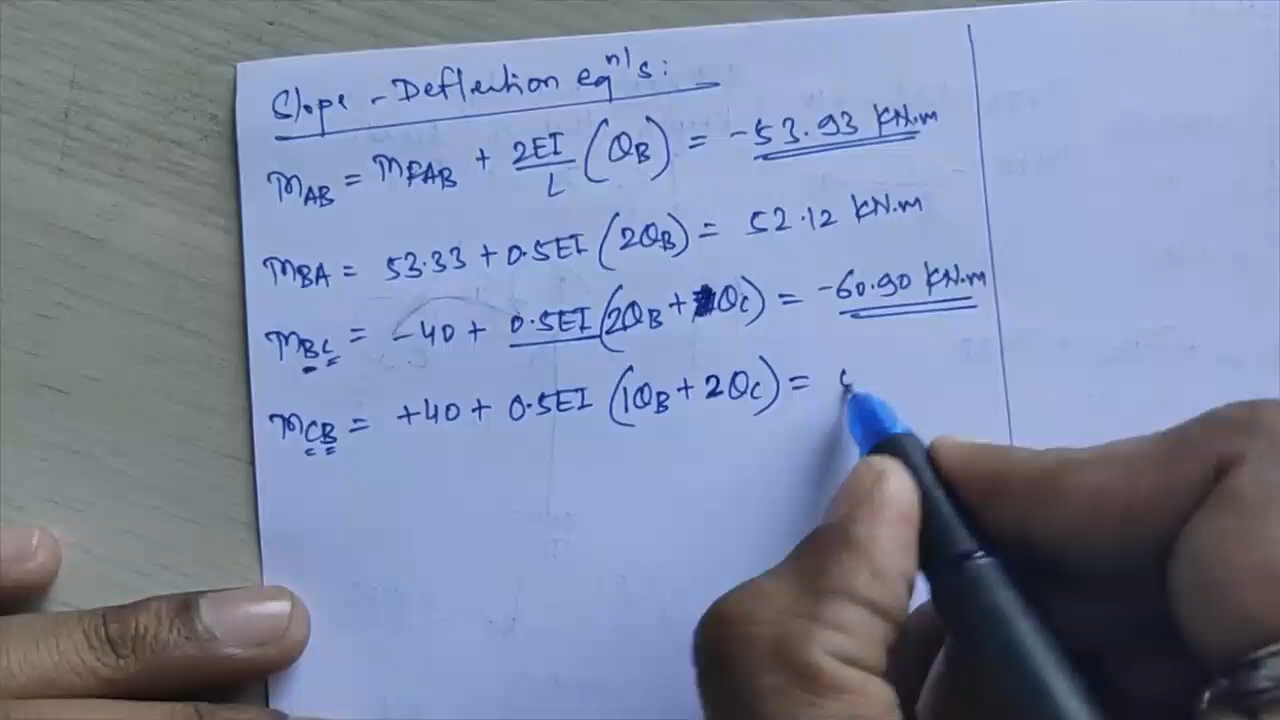 Slope - Deflection eqⁿ/s:
MAB = MFAB + 2EI/L (θB) = -53.93 KN.m
MBA = 53.33 + 0.5EI (2θB) = 52.12 KN.m
MBC = -40 + 0.5EI (2θB + θC) = -60.90 KN.m
MCB = +40 + 0.5EI (1θB + 2θC) =